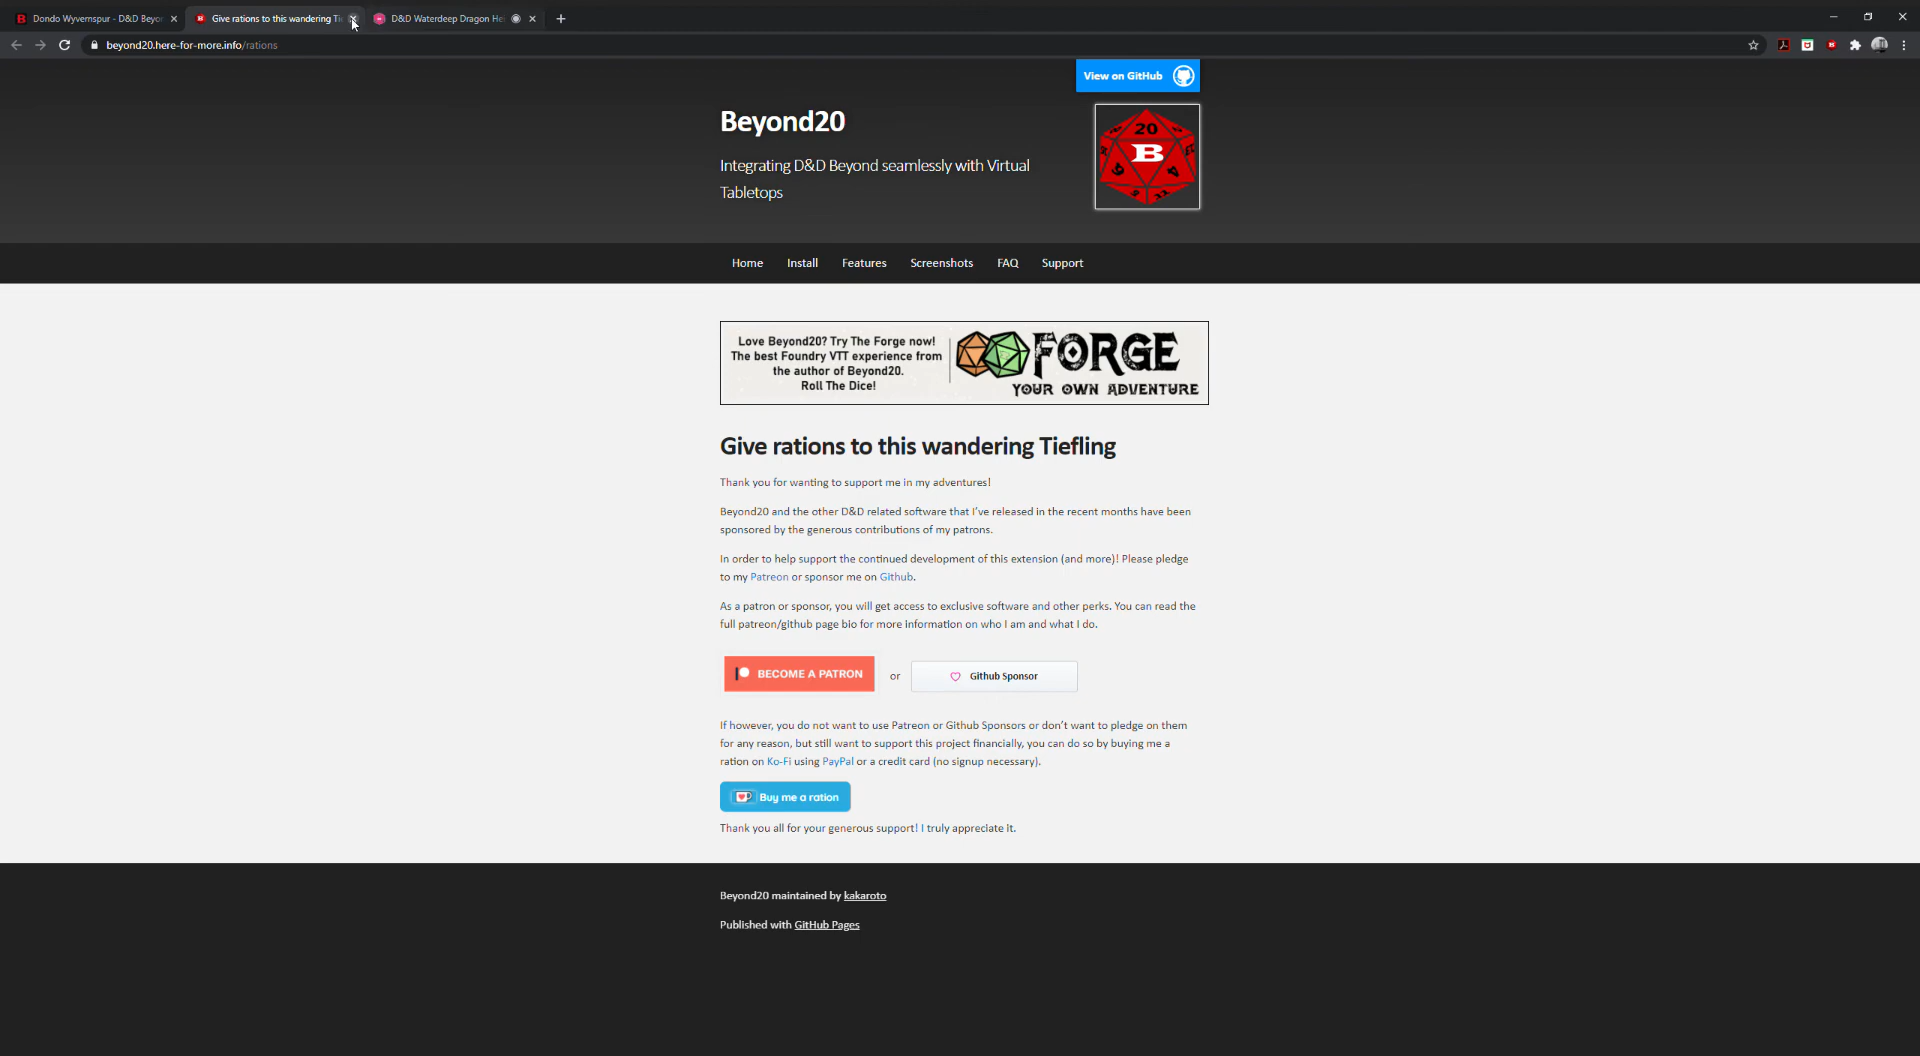 Dondo Wyvernspur - D&D Beyon
Give rations to this wandering Ti
D&D Waterdeep Dragon He
beyond20.here-for-more.info/rations
View on GitHub
Beyond20
Integrating D&D Beyond seamlessly with Virtual
Tabletops
20
B
Home Install Features Screenshots FAQ Support
Love Beyond20? Try The Forge now!
The best Foundry VTT experience from
the author of Beyond20.
Roll The Dice!
FORGE
YOUR OWN ADVENTURE
Give rations to this wandering Tiefling
Thank you for wanting to support me in my adventures!
Beyond20 and the other D&D related software that I've released in the recent months have been
sponsored by the generous contributions of my patrons.
In order to help support the continued development of this extension (and more)! Please pledge
to my Patreon or sponsor me on Github.
As a patron or sponsor, you will get access to exclusive software and other perks. You can read the
full patreon/github page bio for more information on who I am and what I do.
BECOME A PATRON or Github Sponsor
If however, you do not want to use Patreon or Github Sponsors or don't want to pledge on them
for any reason, but still want to support this project financially, you can do so by buying me a
ration on Ko-Fi using PayPal or a credit card (no signup necessary).
Buy me a ration
Thank you all for your generous support! I truly appreciate it.
Beyond20 maintained by kakaroto
Published with GitHub Pages